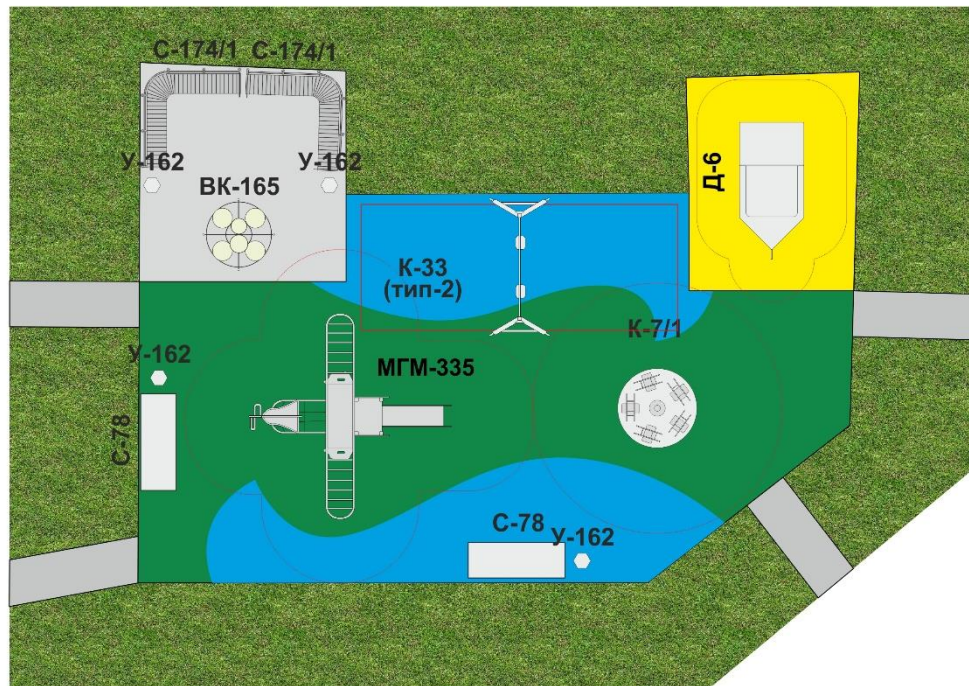 С-174/1 С-174/1
У-162 У-162
ВК-165
Д-6
К-33
(тип-2)
К-7/1
У-162
МГМ-335
С-78
С-78
У-162